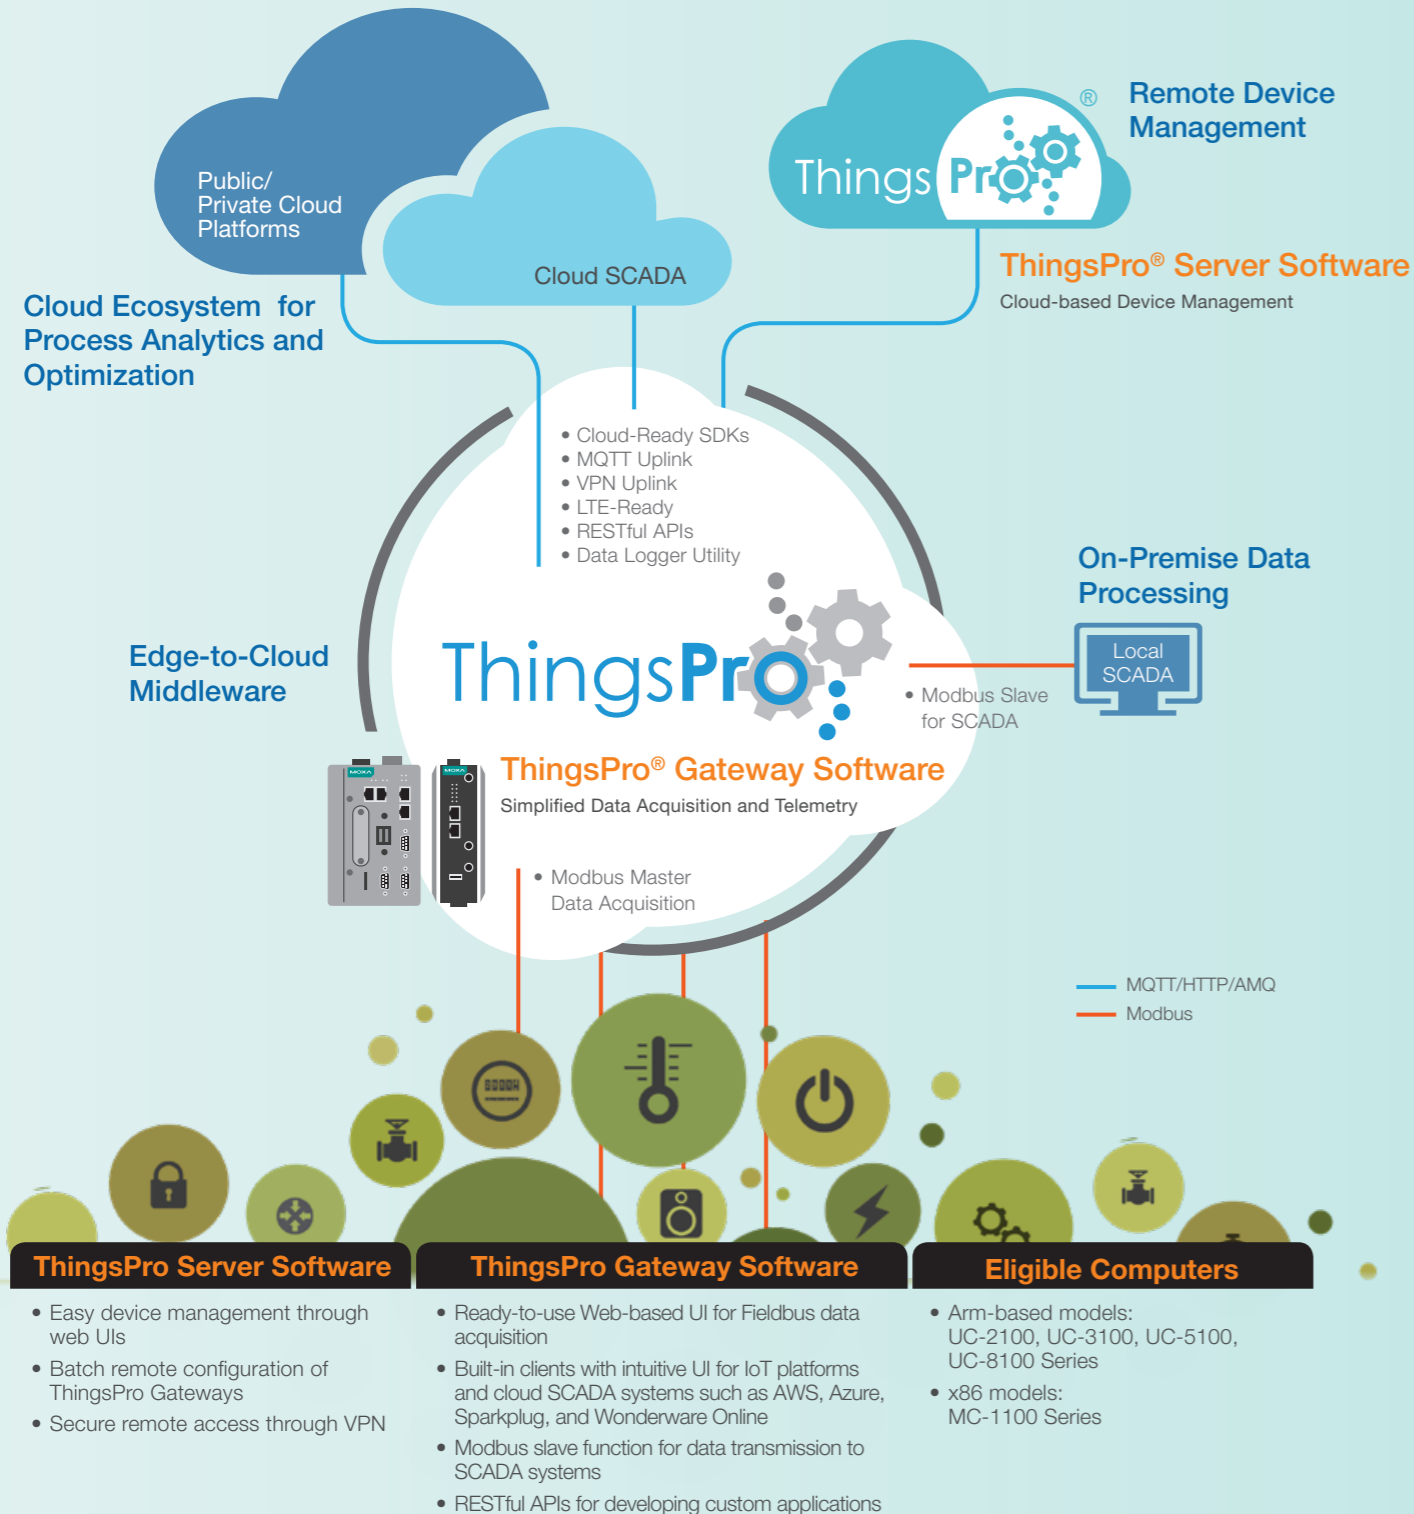 Public/
Private Cloud
Platforms
Cloud SCADA
Things Pro
®
Remote Device
Management
ThingsPro® Server Software
Cloud-based Device Management
Cloud Ecosystem for
Process Analytics and
Optimization
• Cloud-Ready SDKs
• MQTT Uplink
• VPN Uplink
• LTE-Ready
• RESTful APIs
• Data Logger Utility
On-Premise Data
Processing
Local
SCADA
Edge-to-Cloud
Middleware
ThingsPro
• Modbus Slave
for SCADA
MOXA
MOXA
ThingsPro® Gateway Software
Simplified Data Acquisition and Telemetry
• Modbus Master
Data Acquisition
MQTT/HTTP/AMQ
Modbus
ThingsPro Server Software
• Easy device management through
web UIs
• Batch remote configuration of
ThingsPro Gateways
• Secure remote access through VPN
ThingsPro Gateway Software
• Ready-to-use Web-based UI for Fieldbus data
acquisition
• Built-in clients with intuitive UI for IoT platforms
and cloud SCADA systems such as AWS, Azure,
Sparkplug, and Wonderware Online
• Modbus slave function for data transmission to
SCADA systems
• RESTful APIs for developing custom applications
Eligible Computers
• Arm-based models:
UC-2100, UC-3100, UC-5100,
UC-8100 Series
• x86 models:
MC-1100 Series